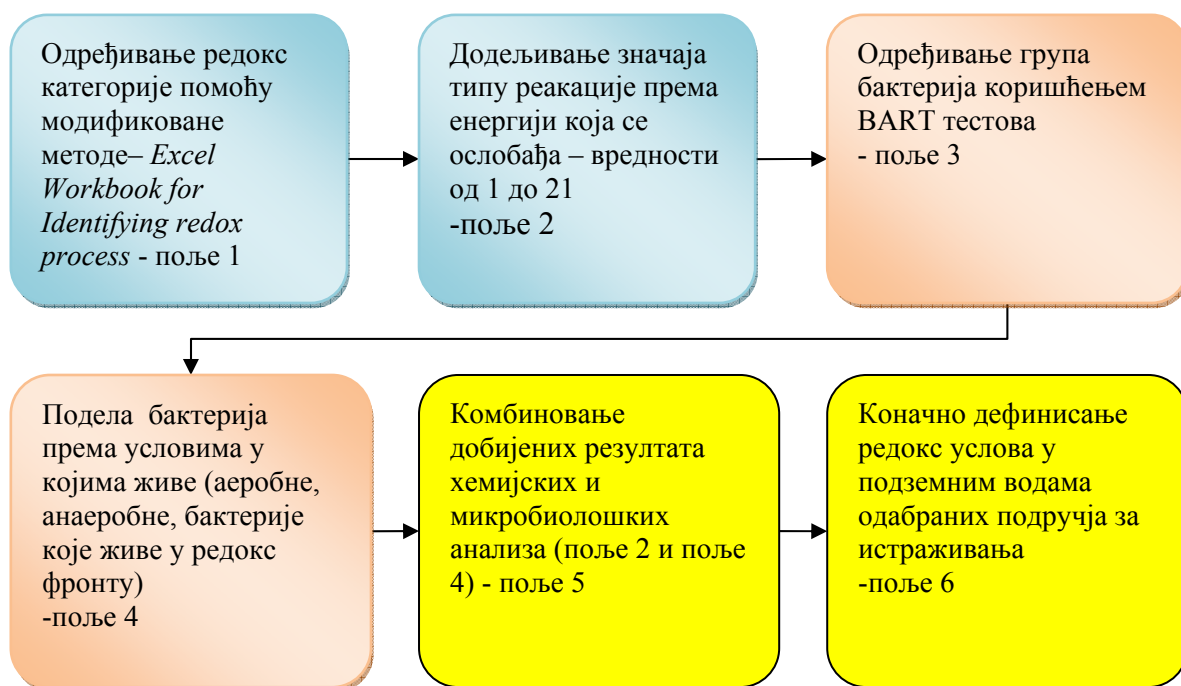 Одређивање редокс
категорије помоћу
модификоване
методе– Excel
Workbook for
Identifying redox
process - поље 1
Додељивање значаја
типу реакације према
енергији која се
ослобађа – вредности
од 1 до 21
-поље 2
Одређивање група
бактерија коришћењем
BART тестова
- поље 3
Подела бактерија
према условима у
којима живе (аеробне,
анаеробне, бактерије
које живе у редокс
фронту)
-поље 4
Комбиновање
добијених резултата
хемијских и
микробиолошких
анализа (поље 2 и поље
4) - поље 5
Коначно дефинисање
редокс услова у
подземним водама
одабраних подручја за
истраживања
-поље 6